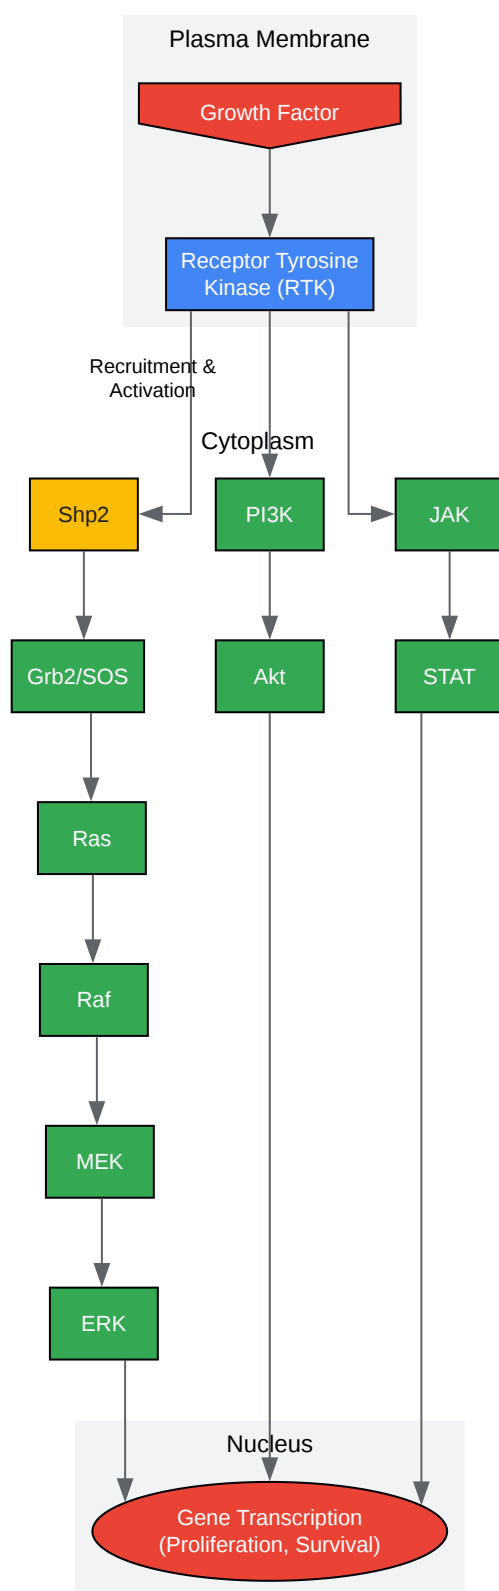 Plasma Membrane
Growth Factor
Receptor Tyrosine
Kinase (RTK)
Recruitment &
Activation
Cytoplasm
Shp2
PI3K
JAK
Grb2/SOS
Akt
STAT
Ras
Raf
MEK
ERK
Nucleus
Gene Transcription
(Proliferation, Survival)